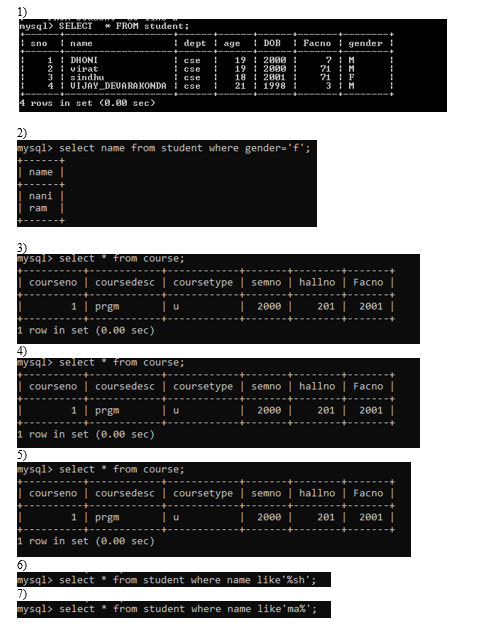 1)
mysql> SELECT * FROM student;
+-----+------------------+------+-----+------+-------+--------+
| sno | name | dept | age | DOB | Facno | gender |
+-----+------------------+------+-----+------+-------+--------+
| 1 | DHONI | cse | 19 | 2000 | 7 | M
| 2 | virat | cse | 19 | 2000 | 71 | M
| 3 | sindhu | cse | 18 | 2001 | 71 | F
| 4 | VIJAY_DEVARAKONDA | cse | 21 | 1998 | 3 | M
4 rows in set (0.00 sec)
2)
mysql> select name from student where gender='f';
+------+
| name |
+------+
| nani |
| ram |
+------+
3)
mysql> select * from course;
+----------+------------+------------+-------+--------+-------+
| courseno | coursedesc | coursetype | semno | hallno | Facno |
+----------+------------+------------+-------+--------+-------+
| 1 | prgm | u | 2000 | 201 | 2001 |
+----------+------------+------------+-------+--------+-------+
1 row in set (0.00 sec)
4)
mysql> select * from course;
+----------+------------+------------+-------+--------+-------+
| courseno | coursedesc | coursetype | semno | hallno | Facno |
+----------+------------+------------+-------+--------+-------+
| 1 | prgm | u | 2000 | 201 | 2001 |
+----------+------------+------------+-------+--------+-------+
1 row in set (0.00 sec)
5)
mysql> select * from course;
+----------+------------+------------+-------+--------+-------+
| courseno | coursedesc | coursetype | semno | hallno | Facno |
+----------+------------+------------+-------+--------+-------+
| 1 | prgm | u | 2000 | 201 | 2001 |
+----------+------------+------------+-------+--------+-------+
1 row in set (0.00 sec)
6)
mysql> select * from student where name like'%sh';
7)
mysql> select * from student where name like'ma%';